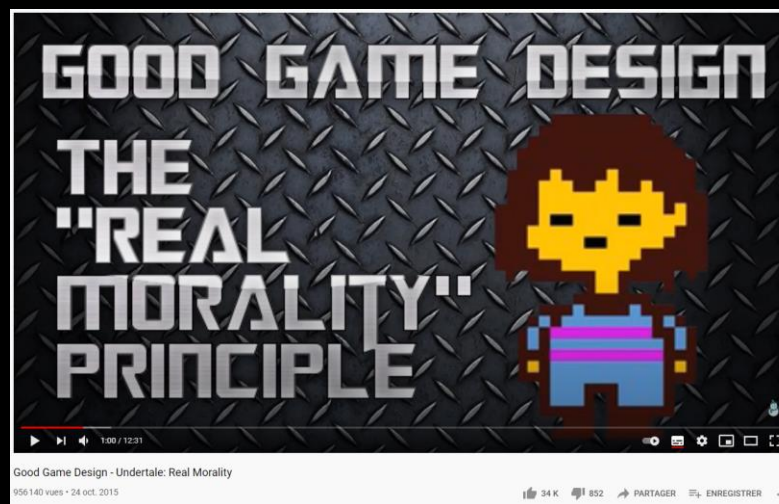 GOOD GAME DESIGN
THE
"REAL
MORALITY"
PRINCIPLE
1:00 / 12:31
Good Game Design - Undertale: Real Morality
956 140 vues • 24 oct. 2015
34 K 852 PARTAGER ENREGISTRER